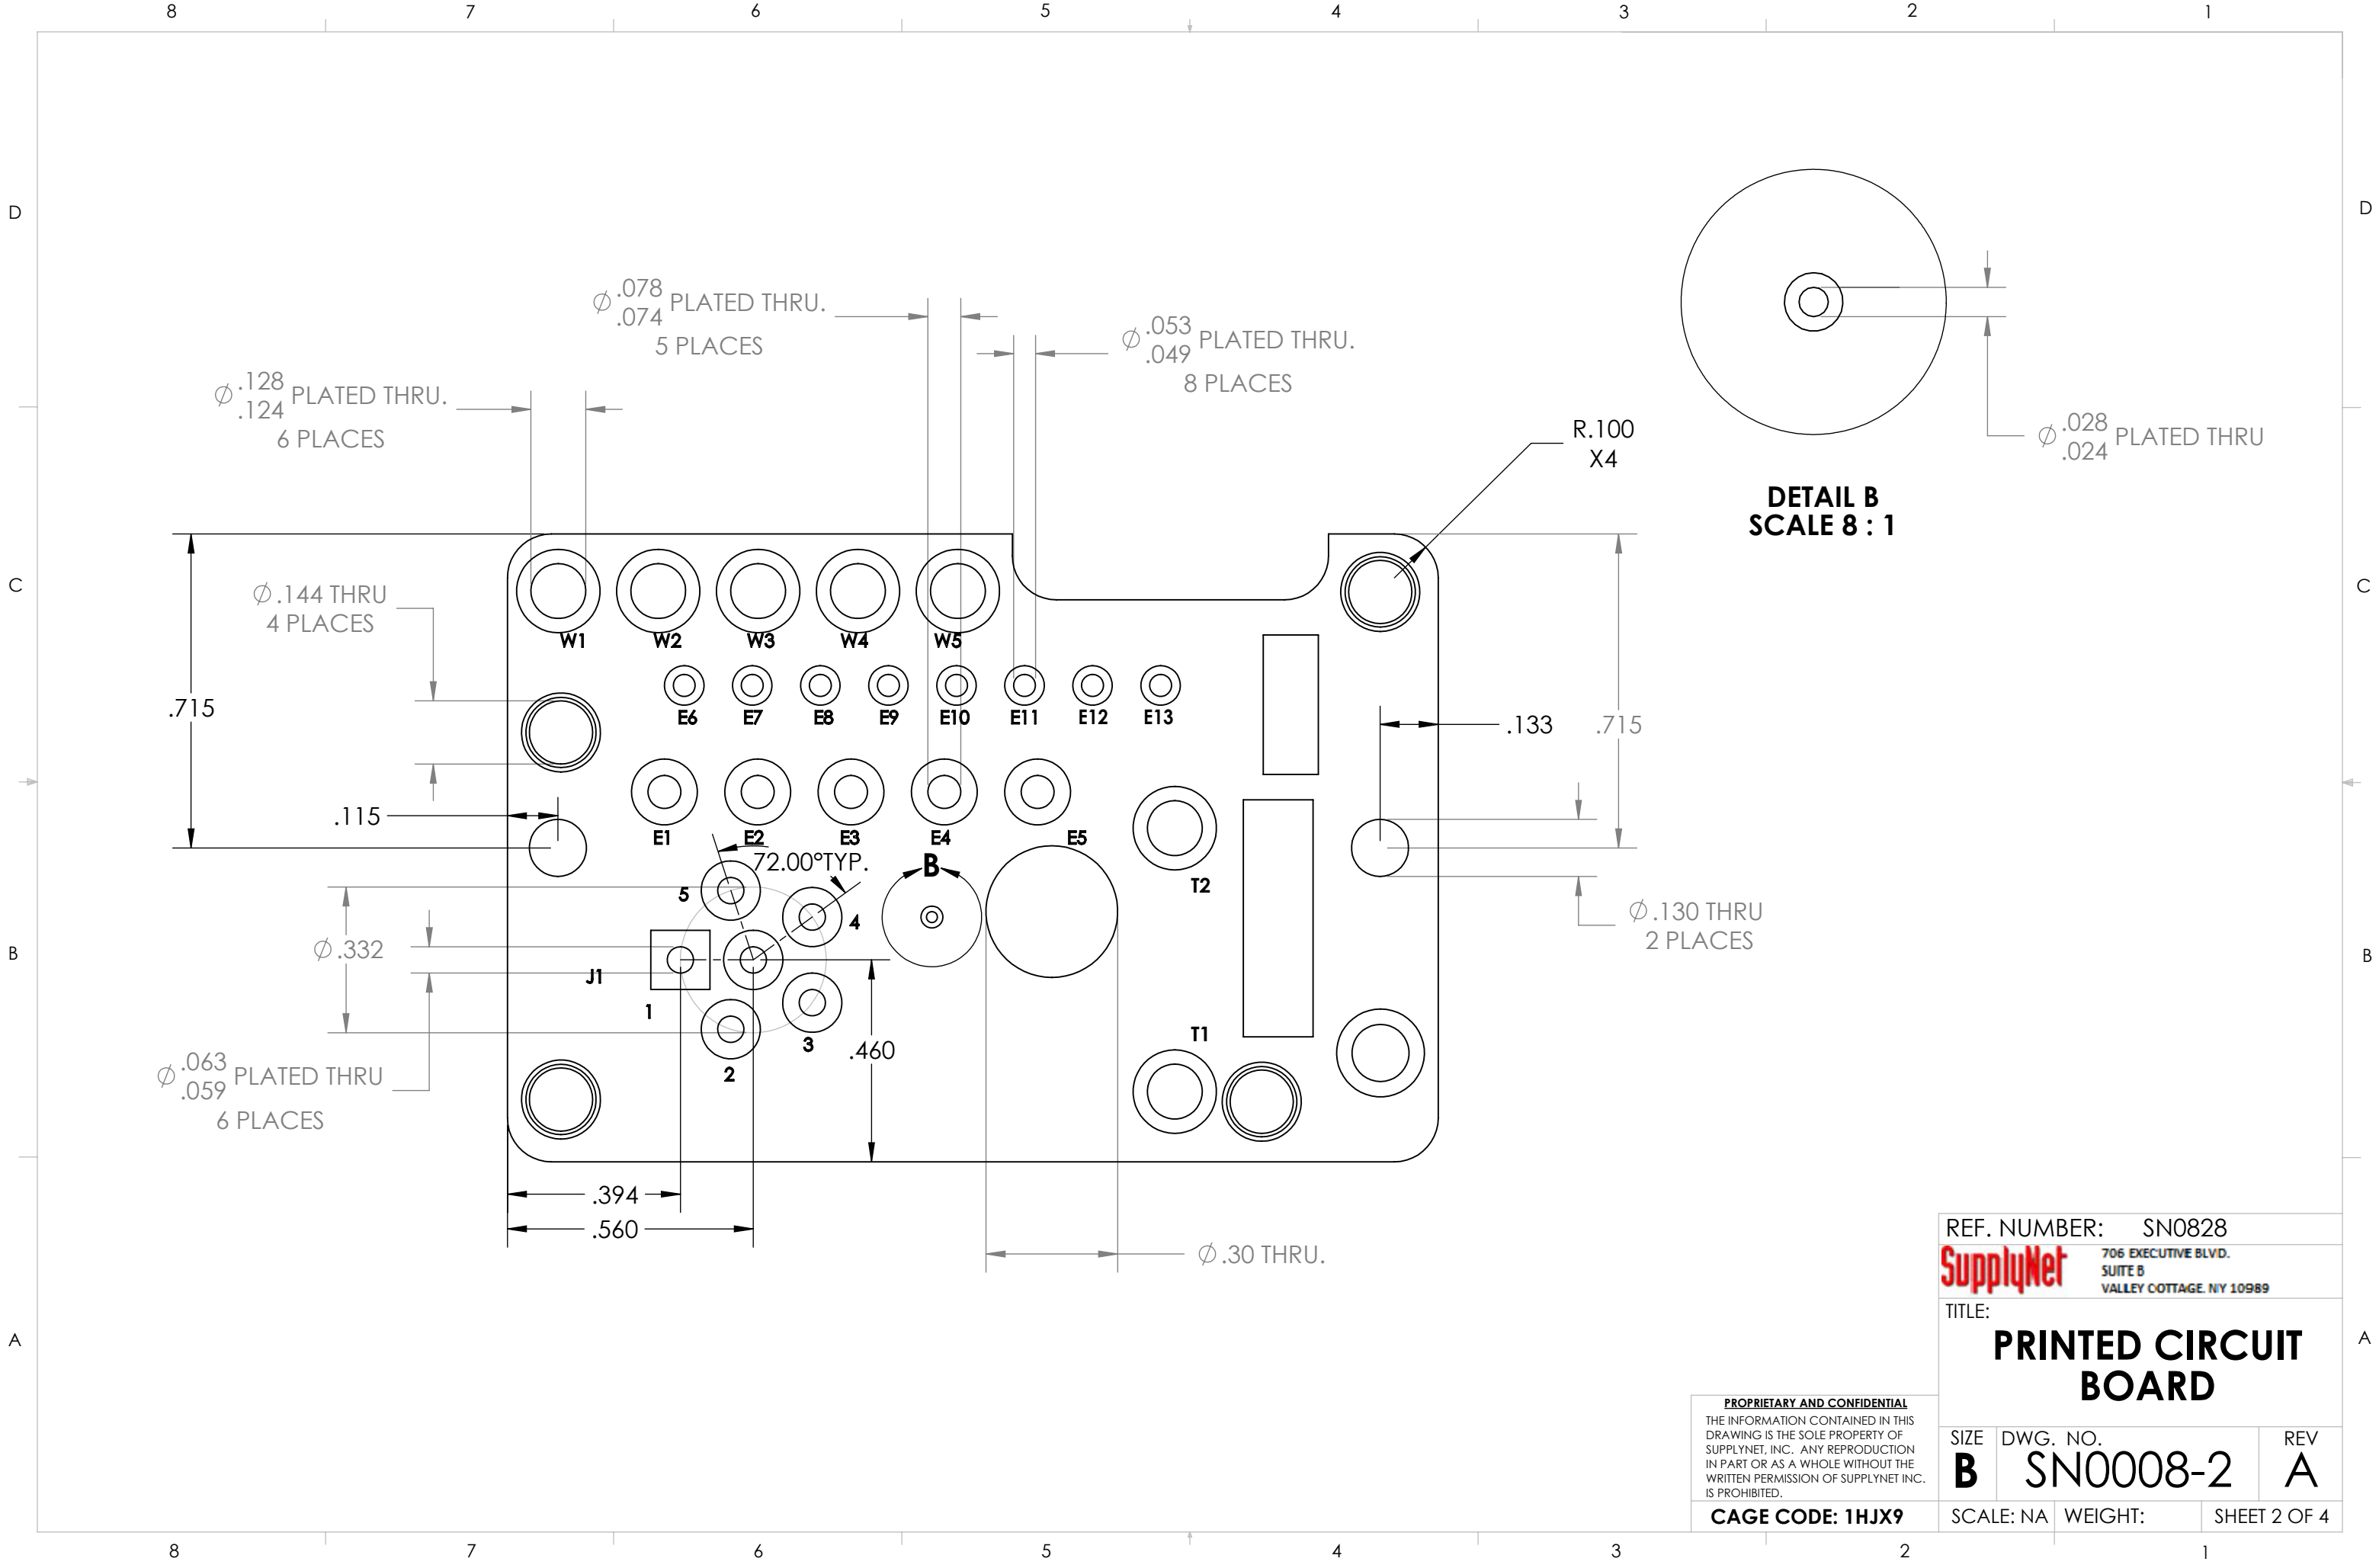 8 7 6 5 4 3 2 1
D D
⌀ .078 .074 PLATED THRU.
5 PLACES
⌀ .053 .049 PLATED THRU.
8 PLACES
⌀ .128 .124 PLATED THRU.
6 PLACES
R.100
X4
⌀ .028 .024 PLATED THRU
DETAIL B
SCALE 8 : 1
C C
⌀.144 THRU
4 PLACES
W1 W2 W3 W4 W5
.715
E6 E7 E8 E9 E10 E11 E12 E13
.133 .715
.115
E1 E2 E3 E4 E5
72.00°TYP.
B
T2
5
4
⌀.130 THRU
2 PLACES
B B
⌀.332
J1
1
T1
3
.460
2
⌀ .063 .059 PLATED THRU
6 PLACES
.394
.560
⌀.30 THRU.
REF. NUMBER: SN0828
SupplyNet
706 EXECUTIVE BLVD.
SUITE B
VALLEY COTTAGE. NY 10989
TITLE:
A A
PRINTED CIRCUIT
BOARD
PROPRIETARY AND CONFIDENTIAL
THE INFORMATION CONTAINED IN THIS
DRAWING IS THE SOLE PROPERTY OF
SUPPLYNET, INC. ANY REPRODUCTION
IN PART OR AS A WHOLE WITHOUT THE
WRITTEN PERMISSION OF SUPPLYNET INC.
IS PROHIBITED.
SIZE DWG. NO. REV
B SN0008-2 A
CAGE CODE: 1HJX9
SCALE: NA WEIGHT: SHEET 2 OF 4
8 7 6 5 4 3 2 1